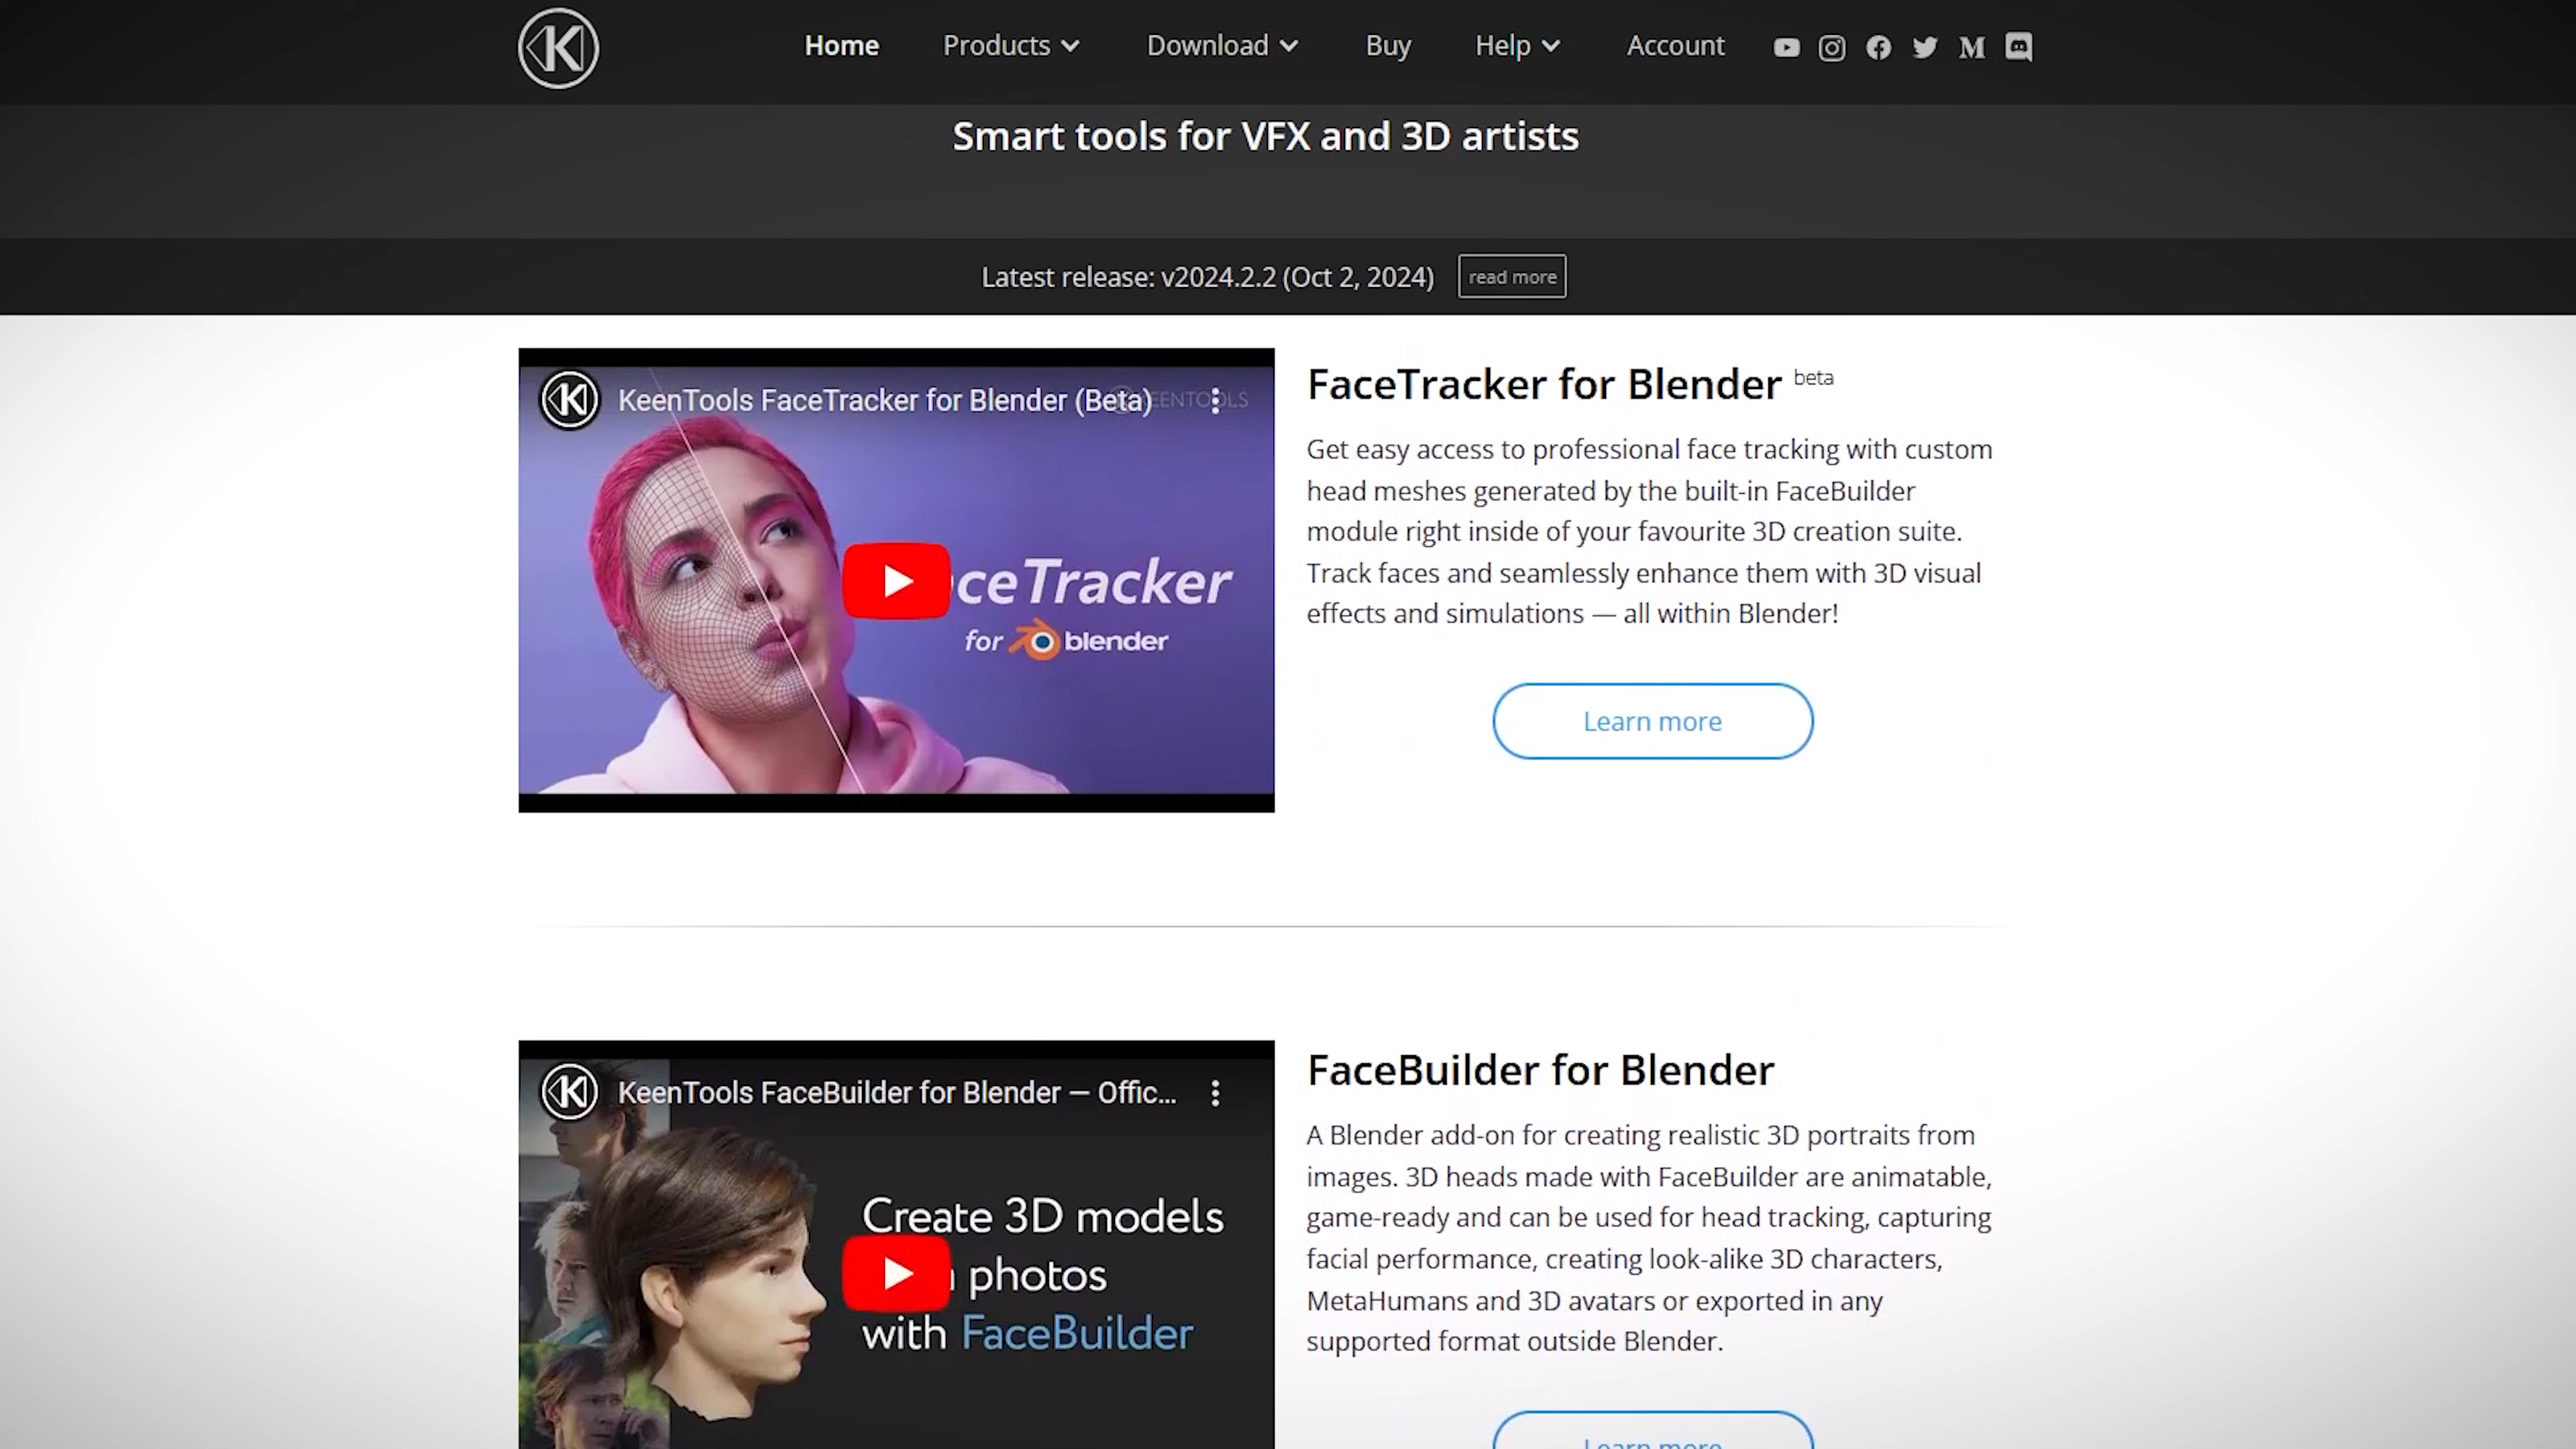 Home Products Download Buy Help Account
Smart tools for VFX and 3D artists
Latest release: v2024.2.2 (Oct 2, 2024) read more
KeenTools FaceTracker for Blender (Beta)
ceTracker
for blender
FaceTracker for Blender beta
Get easy access to professional face tracking with custom
head meshes generated by the built-in FaceBuilder
module right inside of your favourite 3D creation suite.
Track faces and seamlessly enhance them with 3D visual
effects and simulations — all within Blender!
Learn more
KeenTools FaceBuilder for Blender – Offic...
Create 3D models
photos
with FaceBuilder
FaceBuilder for Blender
A Blender add-on for creating realistic 3D portraits from
images. 3D heads made with FaceBuilder are animatable,
game-ready and can be used for head tracking, capturing
facial performance, creating look-alike 3D characters,
MetaHumans and 3D avatars or exported in any
supported format outside Blender.
Learn more